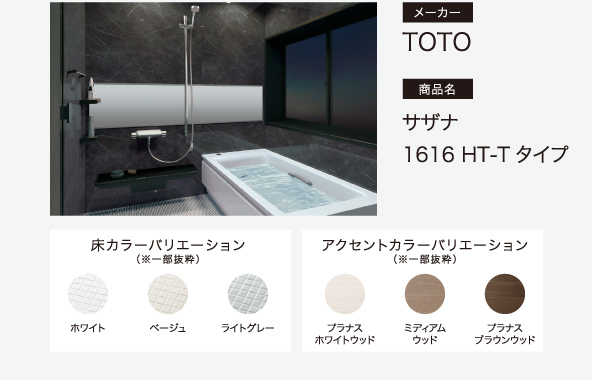 メーカー
TOTO
商品名
サザナ
1616 HT-T タイプ
床カラーバリエーション
（※一部抜粋）
ホワイト
ベージュ
ライトグレー
アクセントカラーバリエーション
（※一部抜粋）
プラナス
ホワイトウッド
ミディアム
ウッド
プラナス
ブラウンウッド